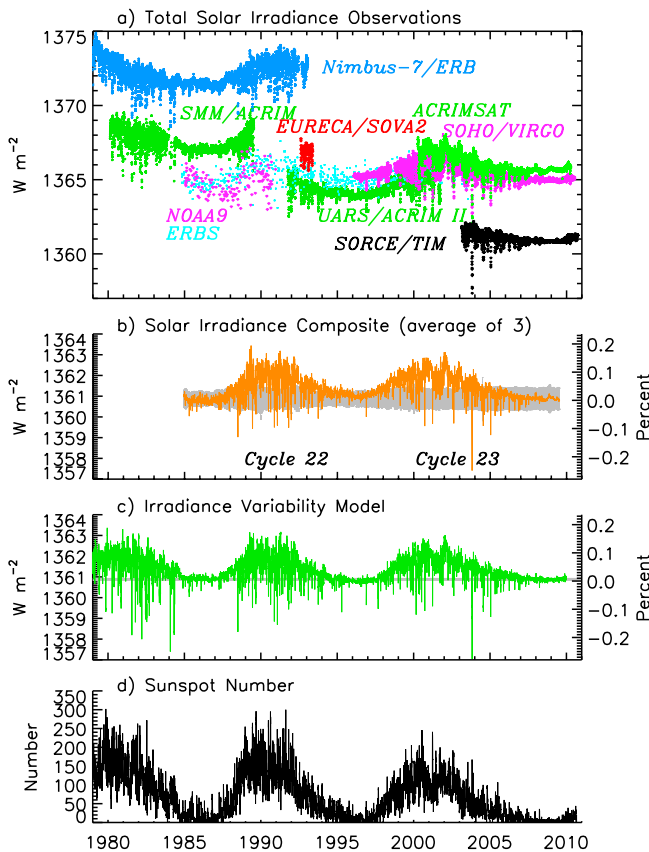 a) Total Solar Irradiance Observations
1375
1370
1365
1360
W m-2
Nimbus-7/ERB
SMM/ACRIM
ACRIMSAT
EURECA/SOVA2
SOHO/VIRGO
NOAA9
UARS/ACRIM II
ERBS
SORCE/TIM
b) Solar Irradiance Composite (average of 3)
1364
1363
1362
1361
1360
1359
1358
1357
W m-2
0.2
0.1
0.0
-0.1
-0.2
Percent
Cycle 22
Cycle 23
c) Irradiance Variability Model
1364
1363
1362
1361
1360
1359
1358
1357
W m-2
0.2
0.1
0.0
-0.1
-0.2
Percent
d) Sunspot Number
350
300
250
200
150
100
50
0
Number
1980 1985 1990 1995 2000 2005 2010